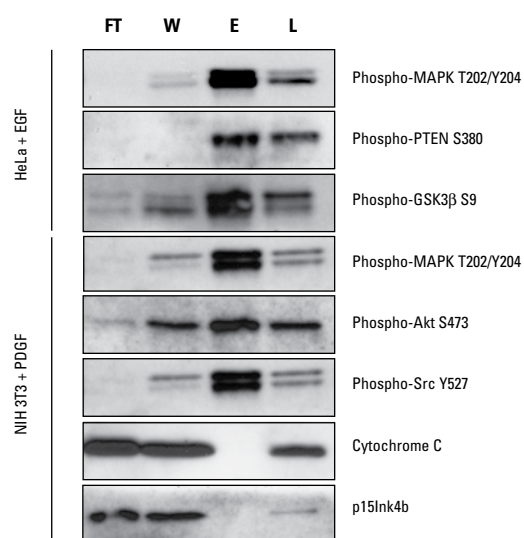 FT W E L
HeLa + EGF
Phospho-MAPK T202/Y204
Phospho-PTEN S380
Phospho-GSK3β S9
NIH 3T3 + PDGF
Phospho-MAPK T202/Y204
Phospho-Akt S473
Phospho-Src Y527
Cytochrome C
p15Ink4b